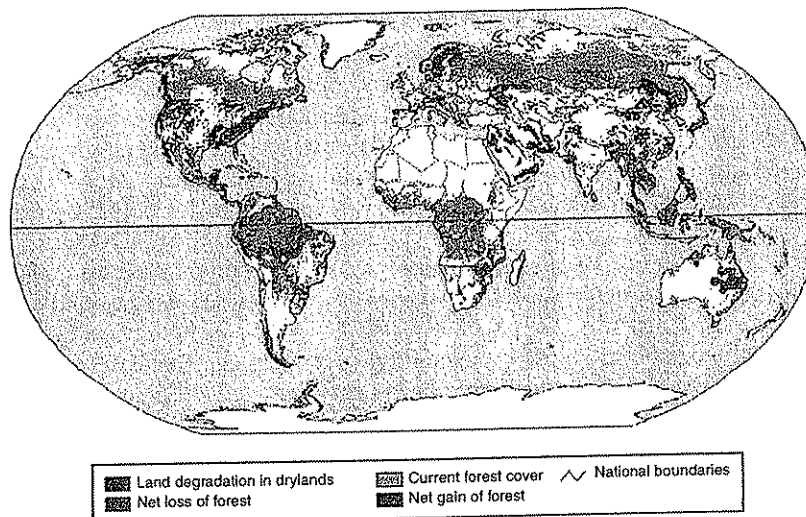 Land degradation in drylands
Net loss of forest
Current forest cover
Net gain of forest
National boundaries